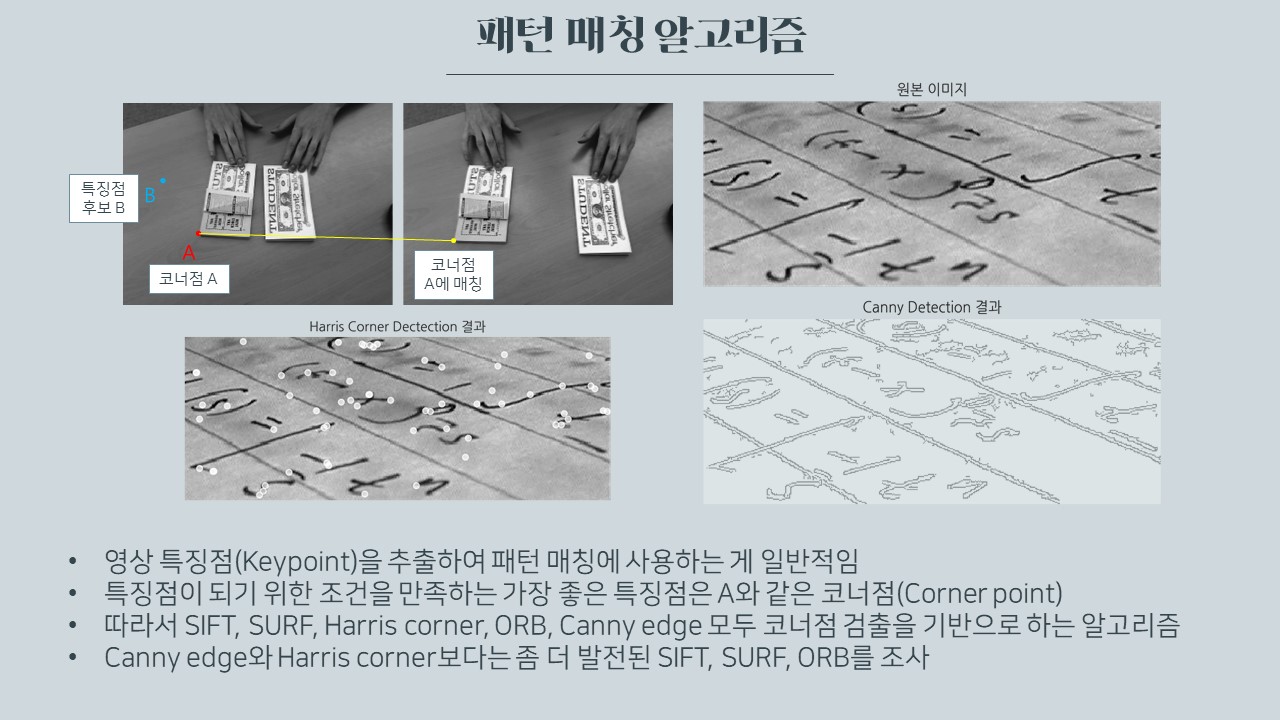 패턴 매칭 알고리즘
원본 이미지
특징점
후보 B
B
A
코너점 A
코너점
A에 매칭
STUDENT
Harris Corner Dectection 결과
Canny Detection 결과
• 영상 특징점(Keypoint)을 추출하여 패턴 매칭에 사용하는 게 일반적임
• 특징점이 되기 위한 조건을 만족하는 가장 좋은 특징점은 A와 같은 코너점(Corner point)
• 따라서 SIFT, SURF, Harris corner, ORB, Canny edge 모두 코너점 검출을 기반으로 하는 알고리즘
• Canny edge와 Harris corner보다는 좀 더 발전된 SIFT, SURF, ORB를 조사